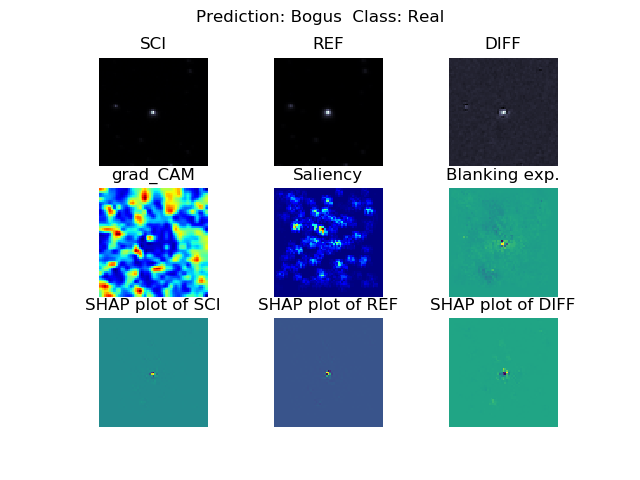 Prediction: Bogus  Class: Real
SCI REF DIFF
grad_CAM Saliency Blanking exp.
SHAP plot of SCI SHAP plot of REF SHAP plot of DIFF